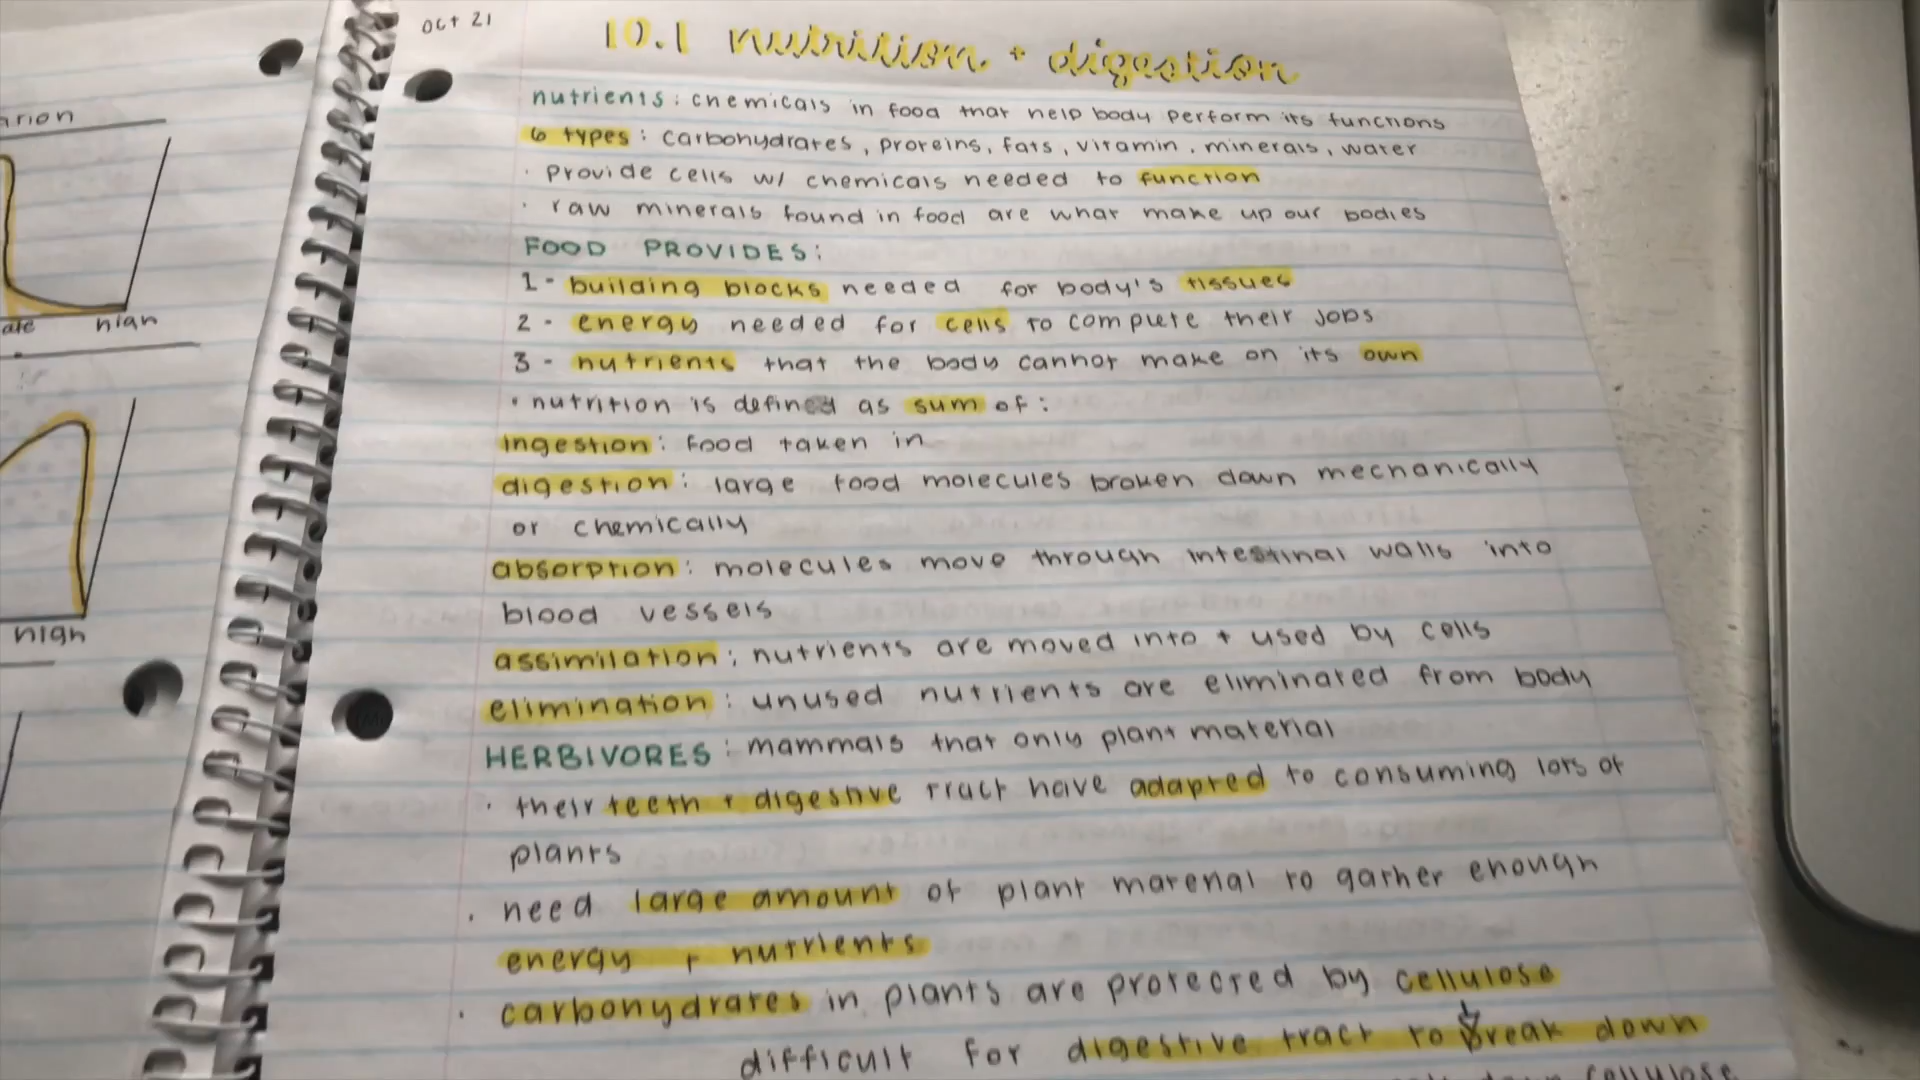 oct 21
10.1 nutrition + digestion
nutrients: chemicals in food that help body perform its functions
6 types: carbohydrates, proteins, fats, vitamin, minerals, water
· provide cells w/ chemicals needed to function
· raw minerals found in food are what make up our bodies
FOOD PROVIDES:
1 - building blocks needed for body's tissues
2 - energy needed for cells to complete their jobs
3 - nutrients that the body cannot make on its own
· nutrition is defined as sum of:
ingestion: food taken in
digestion: large food molecules broken down mechanically
or chemically
absorption: molecules move through intestinal walls into
blood vessels
assimilation: nutrients are moved into + used by cells
elimination: unused nutrients are eliminated from body
HERBIVORES: mammals that only plant material
· their teeth + digestive tract have adapted to consuming lots of
plants
· need large amount of plant material to gather enough
energy + nutrients
· carbohydrates in plants are protected by cellulose
difficult for digestive tract to break down
down cellulose
high
high